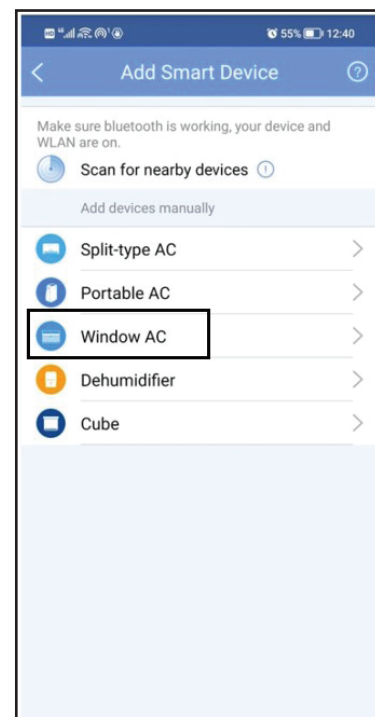 55% 12:40
Add Smart Device
Make sure bluetooth is working, your device and
WLAN are on.
Scan for nearby devices
Add devices manually
Split-type AC
Portable AC
Window AC
Dehumidifier
Cube